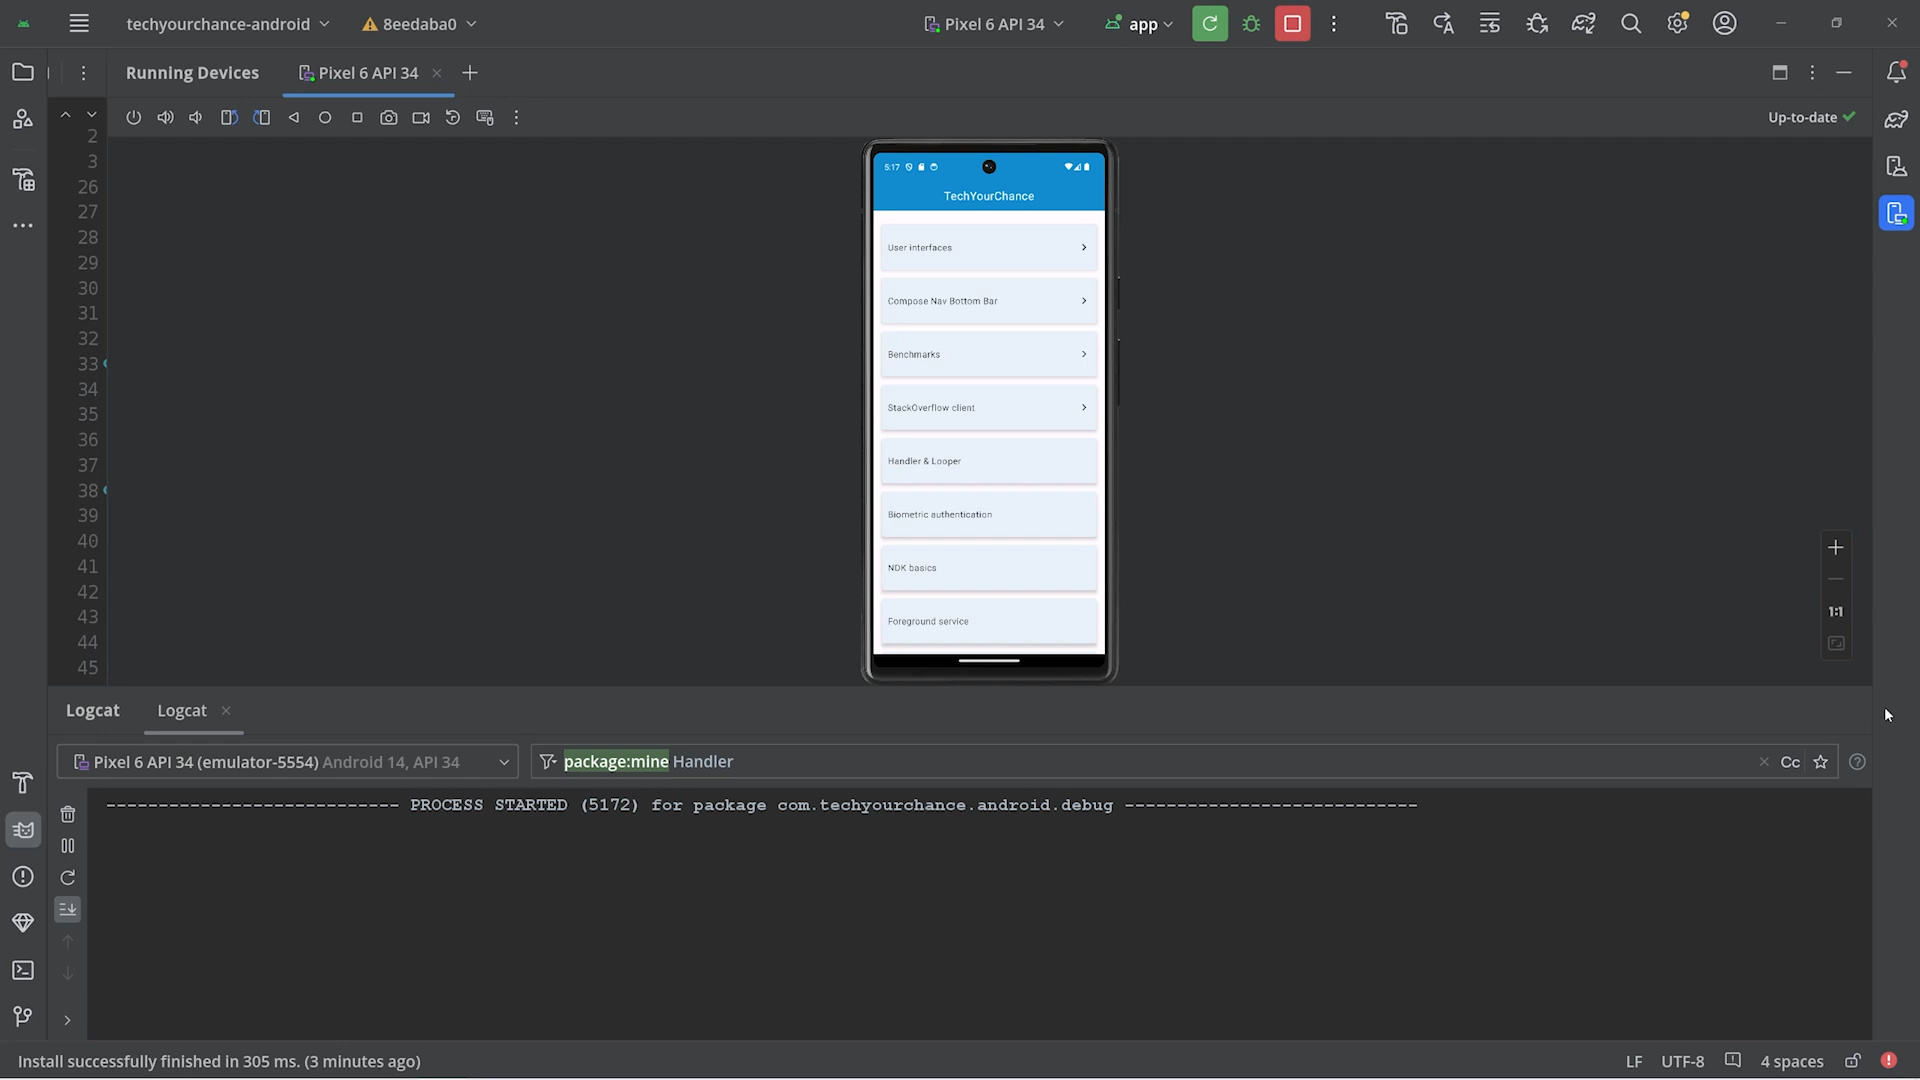 techyourchance-android
8eedaba0
Pixel 6 API 34
app
Running Devices
Pixel 6 API 34
Up-to-date
2
3
26
27
28
29
30
31
32
33
34
35
36
37
38
39
40
41
42
43
44
45
5:17
TechYourChance
User interfaces
Compose Nav Bottom Bar
Benchmarks
StackOverflow client
Handler & Looper
Biometric authentication
NDK basics
Foreground service
1:1
Logcat
Logcat
Pixel 6 API 34 (emulator-5554) Android 14, API 34
package:mine Handler
Cc
---------------------------- PROCESS STARTED (5172) for package com.techyourchance.android.debug ----------------------------
Install successfully finished in 305 ms. (3 minutes ago)
LF
UTF-8
4 spaces